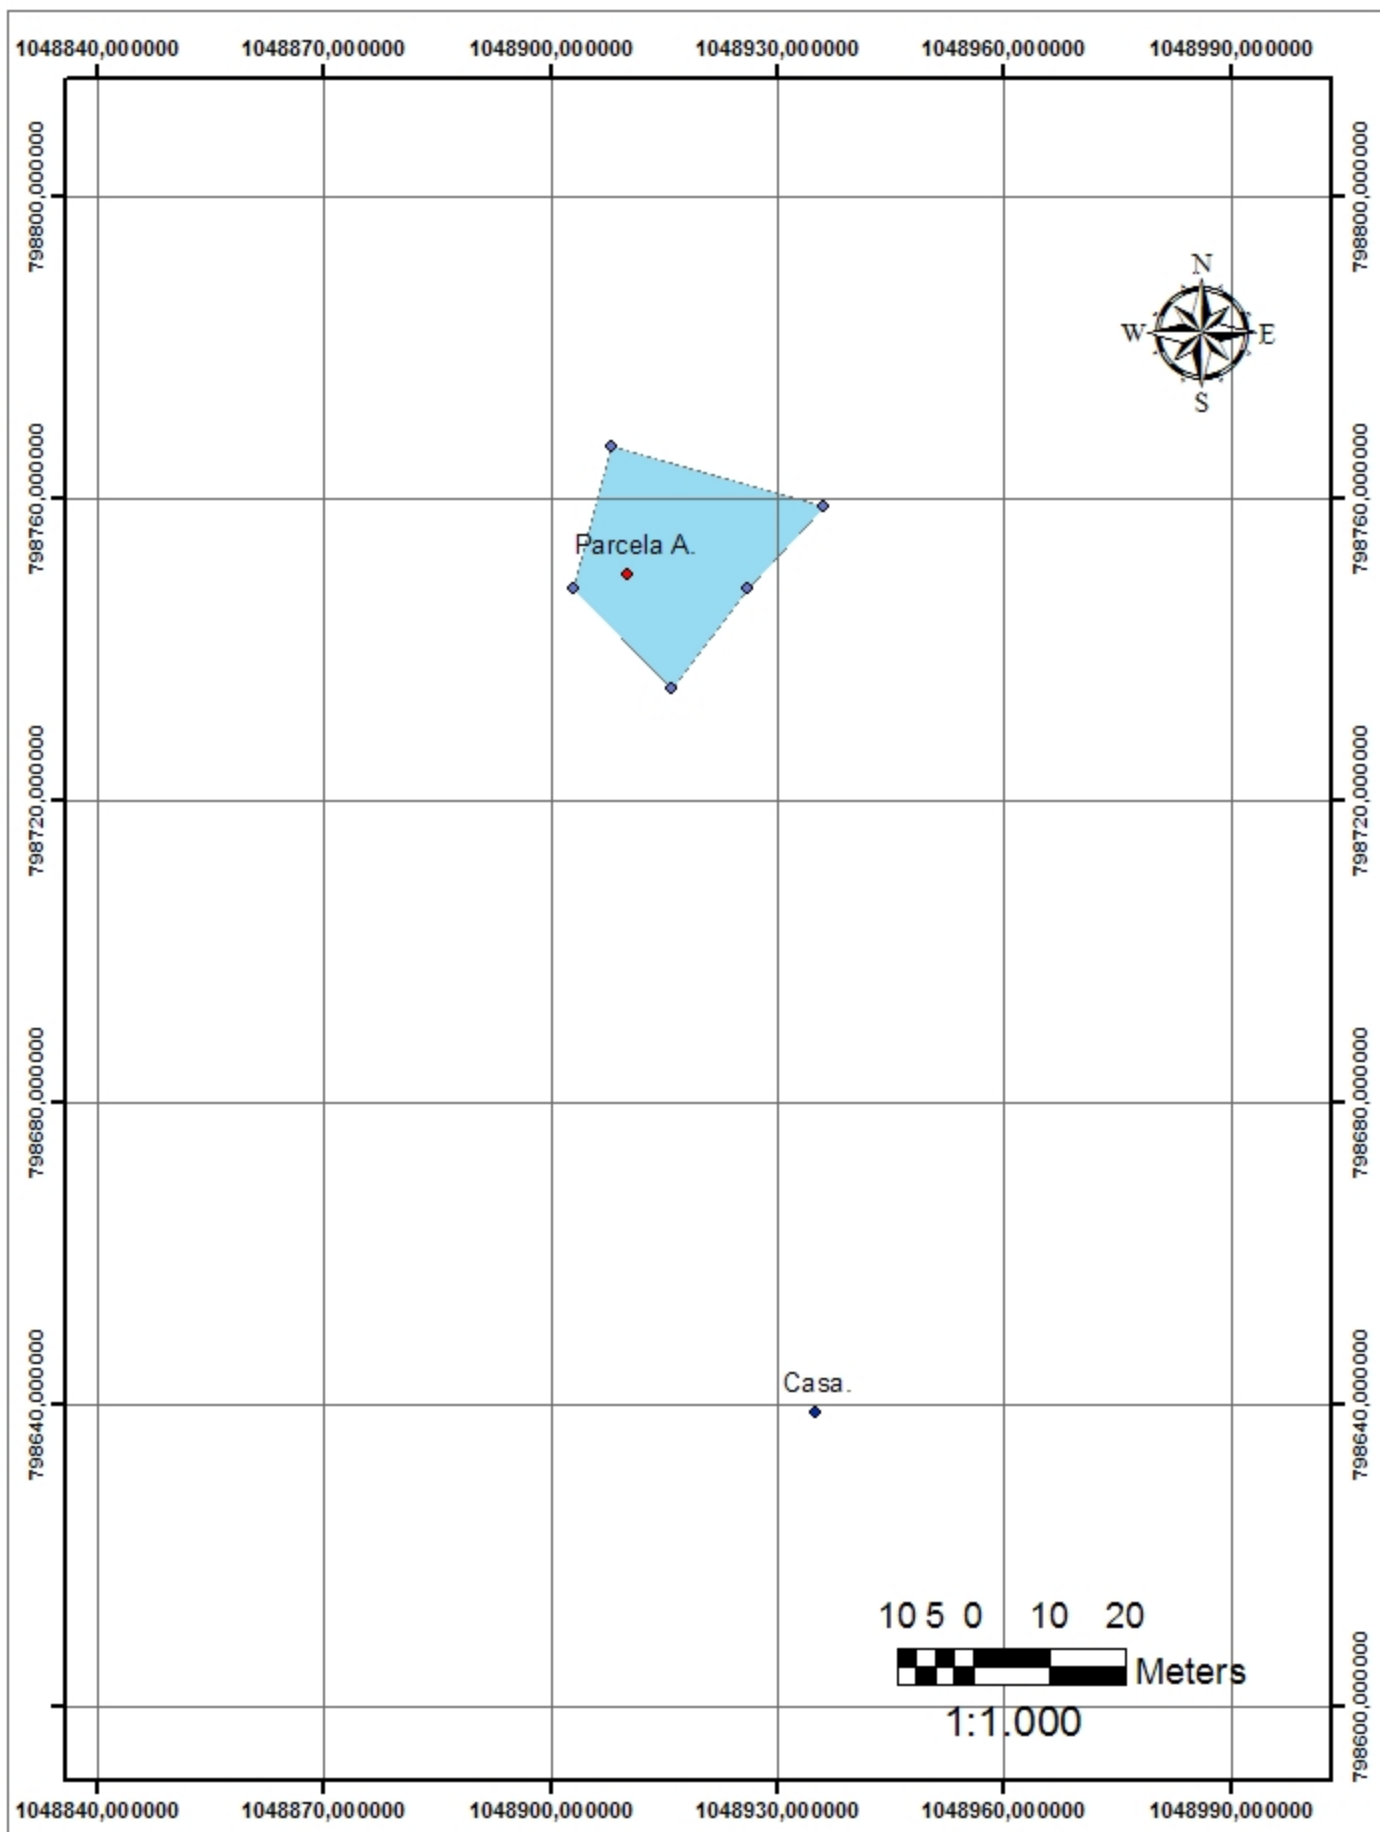 1048840,000000 1048870,000000 1048900,000000 1048930,000000 1048960,000000 1048990,000000
798800,000000 798800,000000
N
W E
S
798760,000000 798760,000000
Parcela A.
798720,000000 798720,000000
798680,000000 798680,000000
798640,000000 798640,000000
Casa.
10 5 0 10 20
Meters
1:1.000
798600,000000
1048840,000000 1048870,000000 1048900,000000 1048930,000000 1048960,000000 1048990,000000